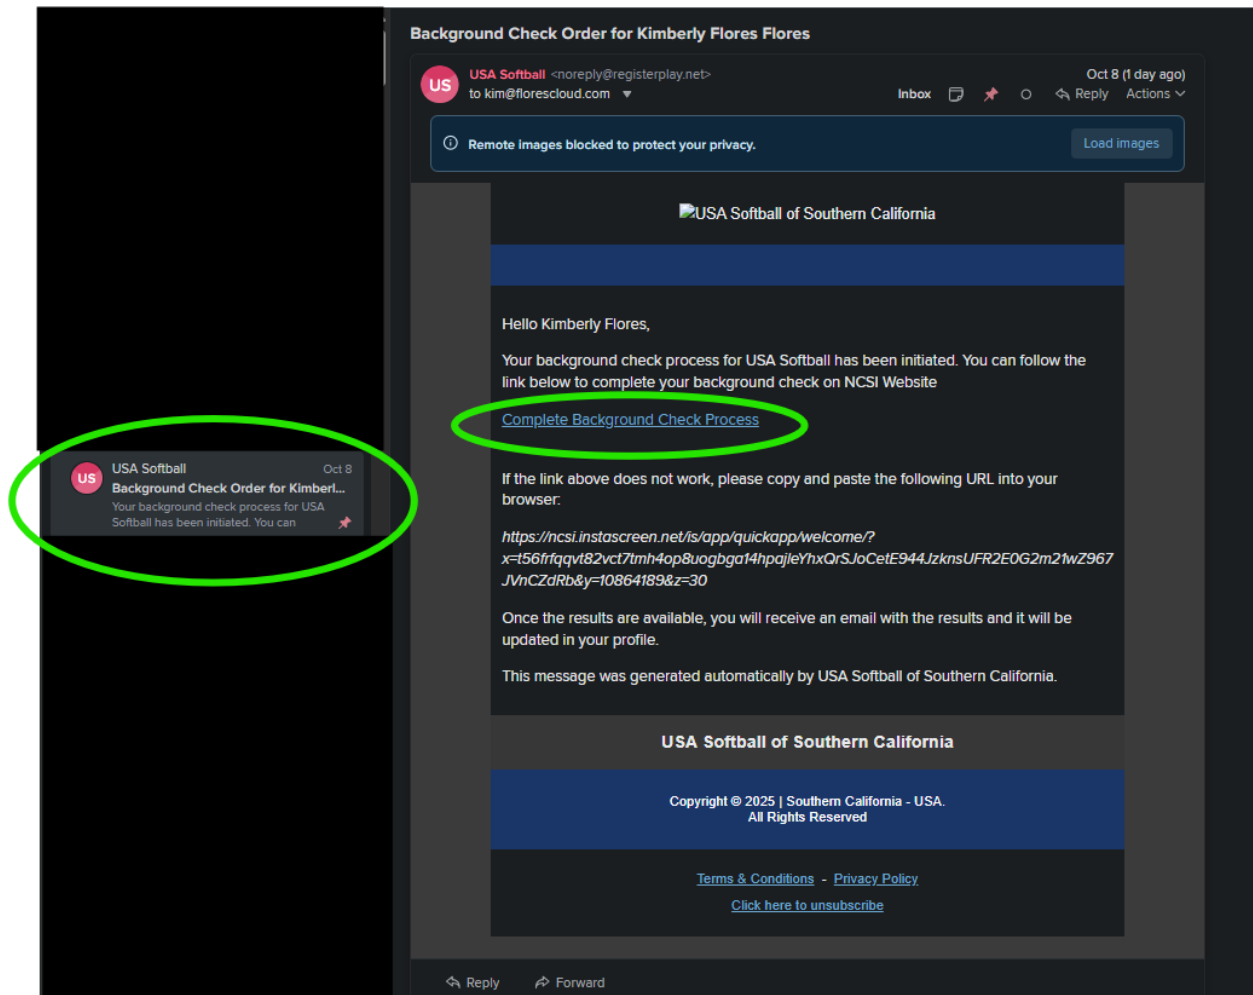 Background Check Order for Kimberly Flores Flores
US
USA Softball <noreply@registerplay.net>
Oct 8 (1 day ago)
to kim@florescloud.com
Inbox
Reply
Actions
Remote images blocked to protect your privacy.
Load images
USA Softball of Southern California
Hello Kimberly Flores,
Your background check process for USA Softball has been initiated. You can follow the
link below to complete your background check on NCSI Website
Complete Background Check Process
US
USA Softball
Oct 8
Background Check Order for Kimberl...
Your background check process for USA
Softball has been initiated. You can
If the link above does not work, please copy and paste the following URL into your
browser:
https://ncsi.instascreen.net/is/app/quickapp/welcome/?
x=t56frfqqvt82vct7tmh4op8uogbga14hpajleYhxQrSJoCetE944JzknsUFR2E0G2m21wZ967
JVnCZdRb&y=10864189&z=30
Once the results are available, you will receive an email with the results and it will be
updated in your profile.
This message was generated automatically by USA Softball of Southern California.
USA Softball of Southern California
Copyright © 2025 | Southern California - USA.
All Rights Reserved
Terms & Conditions - Privacy Policy
Click here to unsubscribe
Reply
Forward